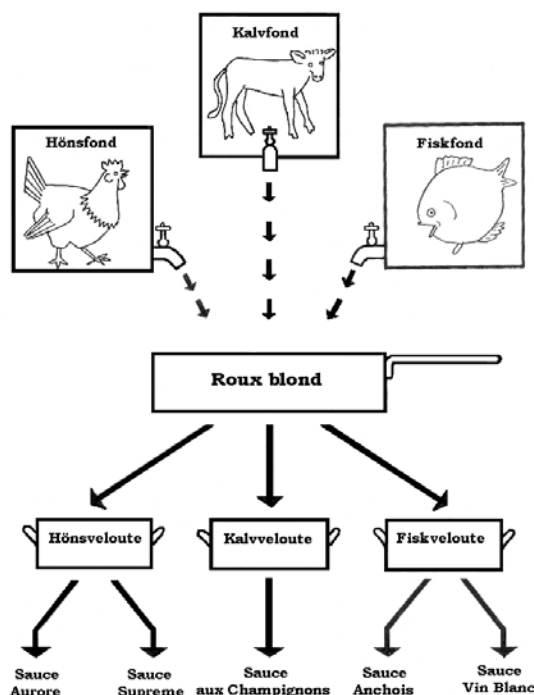 Kalvfond
Hönsfond
Fiskfond
Roux blond
Hönsveloute
Kalvveloute
Fiskveloute
Sauce
Aurore
Sauce
Supreme
Sauce
aux Champignons
Sauce
Anchois
Sauce
Vin Blanc